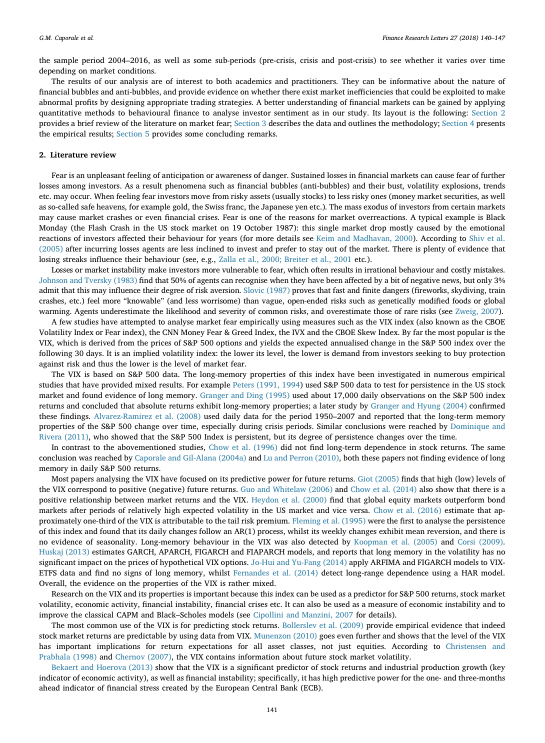 G.M. Caporale et al.
Finance Research Letters 27 (2018) 140–147
the sample period 2004–2016, as well as some sub-periods (pre-crisis, crisis and post-crisis) to see whether it varies over time
depending on market conditions.
The results of our analysis are of interest to both academics and practitioners. They can be informative about the nature of
financial bubbles and anti-bubbles, and provide evidence on whether there exist market inefficiencies that could be exploited to make
abnormal profits by designing appropriate trading strategies. A better understanding of financial markets can be gained by applying
quantitative methods to behavioural finance to analyse investor sentiment as in our study. Its layout is the following: Section 2
provides a brief review of the literature on market fear; Section 3 describes the data and outlines the methodology; Section 4 presents
the empirical results; Section 5 provides some concluding remarks.
2. Literature review
Fear is an unpleasant feeling of anticipation or awareness of danger. Sustained losses in financial markets can cause fear of further
losses among investors. As a result phenomena such as financial bubbles (anti-bubbles) and their bust, volatility explosions, trends
etc. may occur. When feeling fear investors move from risky assets (usually stocks) to less risky ones (money market securities, as well
as so-called safe heavens, for example gold, the Swiss franc, the Japanese yen etc.). The mass exodus of investors from certain markets
may cause market crashes or even financial crises. Fear is one of the reasons for market overreactions. A typical example is Black
Monday (the Flash Crash in the US stock market on 19 October 1987): this single market drop mostly caused by the emotional
reactions of investors affected their behaviour for years (for more details see Keim and Madhavan, 2000). According to Shiv et al.
(2005) after incurring losses agents are less inclined to invest and prefer to stay out of the market. There is plenty of evidence that
losing streaks influence their behaviour (see, e.g., Zalla et al., 2000; Breiter et al., 2001 etc.).
Losses or market instability make investors more vulnerable to fear, which often results in irrational behaviour and costly mistakes.
Johnson and Tversky (1983) find that 50% of agents can recognise when they have been affected by a bit of negative news, but only 3%
admit that this may influence their degree of risk aversion. Slovic (1987) proves that fast and finite dangers (fireworks, skydiving, train
crashes, etc.) feel more “knowable” (and less worrisome) than vague, open-ended risks such as genetically modified foods or global
warming. Agents underestimate the likelihood and severity of common risks, and overestimate those of rare risks (see Zweig, 2007).
A few studies have attempted to analyse market fear empirically using measures such as the VIX index (also known as the CBOE
Volatility Index or Fear index), the CNN Money Fear & Greed Index, the IVX and the CBOE Skew Index. By far the most popular is the
VIX, which is derived from the prices of S&P 500 options and yields the expected annualised change in the S&P 500 index over the
following 30 days. It is an implied volatility index: the lower its level, the lower is demand from investors seeking to buy protection
against risk and thus the lower is the level of market fear.
The VIX is based on S&P 500 data. The long-memory properties of this index have been investigated in numerous empirical
studies that have provided mixed results. For example Peters (1991, 1994) used S&P 500 data to test for persistence in the US stock
market and found evidence of long memory. Granger and Ding (1995) used about 17,000 daily observations on the S&P 500 index
returns and concluded that absolute returns exhibit long-memory properties; a later study by Granger and Hyung (2004) confirmed
these findings. Alvarez-Ramirez et al. (2008) used daily data for the period 1950–2007 and reported that the long-term memory
properties of the S&P 500 change over time, especially during crisis periods. Similar conclusions were reached by Dominique and
Rivera (2011), who showed that the S&P 500 Index is persistent, but its degree of persistence changes over the time.
In contrast to the abovementioned studies, Chow et al. (1996) did not find long-term dependence in stock returns. The same
conclusion was reached by Caporale and Gil-Alana (2004a) and Lu and Perron (2010), both these papers not finding evidence of long
memory in daily S&P 500 returns.
Most papers analysing the VIX have focused on its predictive power for future returns. Giot (2005) finds that high (low) levels of
the VIX correspond to positive (negative) future returns. Guo and Whitelaw (2006) and Chow et al. (2014) also show that there is a
positive relationship between market returns and the VIX. Heydon et al. (2000) find that global equity markets outperform bond
markets after periods of relatively high expected volatility in the US market and vice versa. Chow et al. (2016) estimate that ap-
proximately one-third of the VIX is attributable to the tail risk premium. Fleming et al. (1995) were the first to analyse the persistence
of this index and found that its daily changes follow an AR(1) process, whilst its weekly changes exhibit mean reversion, and there is
no evidence of seasonality. Long-memory behaviour in the VIX was also detected by Koopman et al. (2005) and Corsi (2009).
Huskaj (2013) estimates GARCH, APARCH, FIGARCH and FIAPARCH models, and reports that long memory in the volatility has no
significant impact on the prices of hypothetical VIX options. Jo-Hui and Yu-Fang (2014) apply ARFIMA and FIGARCH models to VIX-
ETFs data and find no signs of long memory, whilst Fernandes et al. (2014) detect long-range dependence using a HAR model.
Overall, the evidence on the properties of the VIX is rather mixed.
Research on the VIX and its properties is important because this index can be used as a predictor for S&P 500 returns, stock market
volatility, economic activity, financial instability, financial crises etc. It can also be used as a measure of economic instability and to
improve the classical CAPM and Black–Scholes models (see Cipollini and Manzini, 2007 for details).
The most common use of the VIX is for predicting stock returns. Bollerslev et al. (2009) provide empirical evidence that indeed
stock market returns are predictable by using data from VIX. Munenzon (2010) goes even further and shows that the level of the VIX
has important implications for return expectations for all asset classes, not just equities. According to Christensen and
Prabhala (1998) and Chernov (2007), the VIX contains information about future stock market volatility.
Bekaert and Hoerova (2013) show that the VIX is a significant predictor of stock returns and industrial production growth (key
indicator of economic activity), as well as financial instability; specifically, it has high predictive power for the one- and three-months
ahead indicator of financial stress created by the European Central Bank (ECB).
141